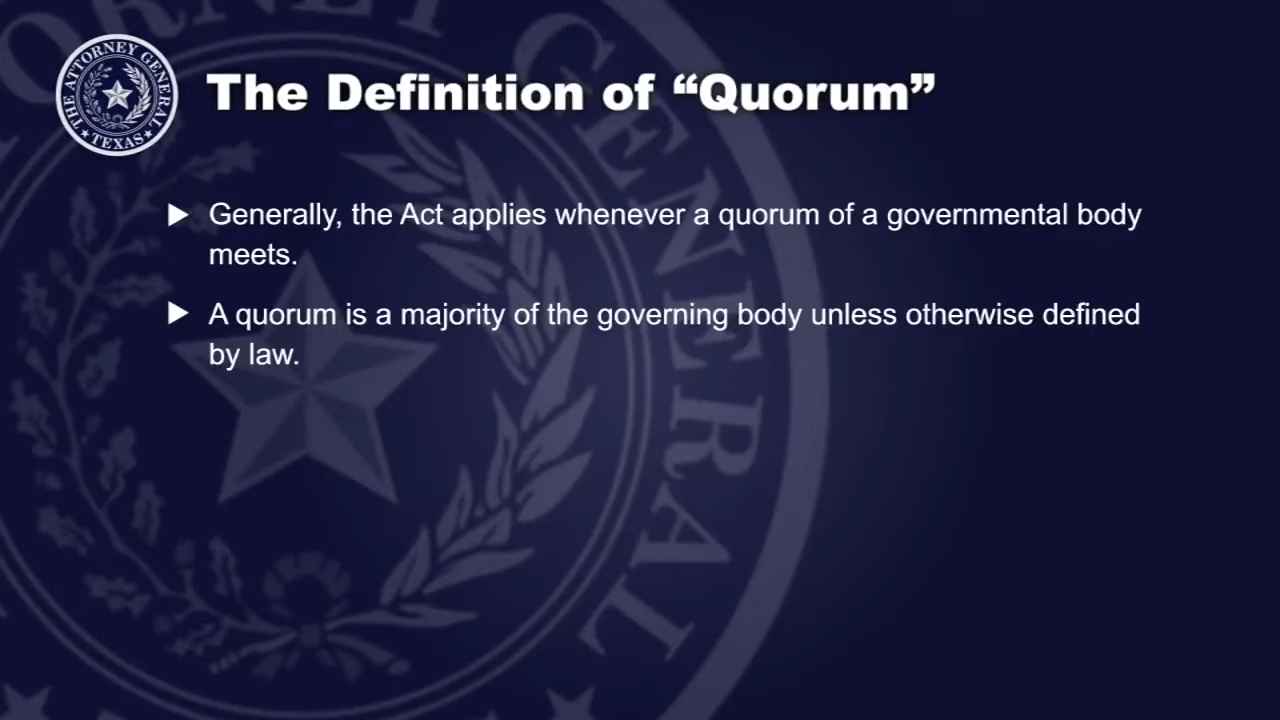 THE ATTORNEY GENERAL
★ TEXAS ★
The Definition of “Quorum”
▶ Generally, the Act applies whenever a quorum of a governmental body
meets.
▶ A quorum is a majority of the governing body unless otherwise defined
by law.
GENERAL